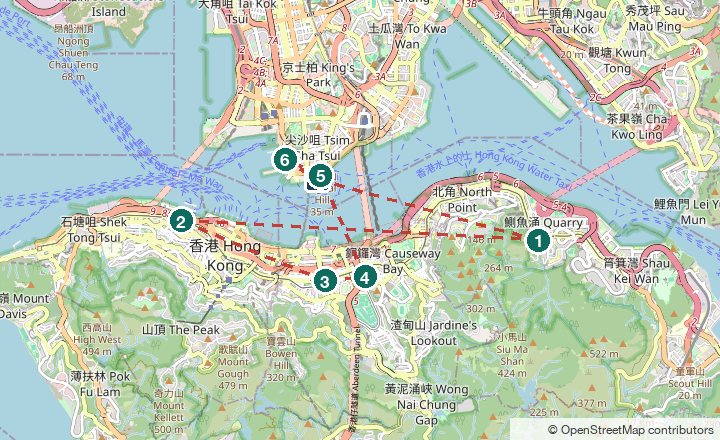 Island
大角咀 Tai Kok
Tsui
昂船洲頂
Ngong
Shuen
Chau Teng
68 m
土瓜灣 To Kwa
Wan
京士柏 King's
Park
3A
牛頭角 Ngau
Tau Kok
秀茂坪 Sau
Mau Ping
觀塘 Kwun
Tong
2C
41 m
茶果嶺 Cha
Kwo Ling
尖沙咀 Tsim
Sha Tsui
6
5
Hill
35 m
香港水上的士 Hong Kong Water
鯉魚門 Lei Yue
Mun
北角 North
Point
鰂魚涌 Quarry
1
146 m
264 m
筲箕灣 Shau
Kei Wan
石塘咀 Shek
Tong Tsui
2
香港 Hong
Kong
銅鑼灣 Causeway
Bay
3
4
Mount
Davis
西高山
High West
494 m
山頂 The Peak
歌賦山
Mount
Gough
479 m
寶雲山
Bowen
Hill
320 m
302 m
渣甸山 Jardine's
Lookout
小馬山
Siu Ma
Shan
424 m
522 m
薄扶林 Pok
Fu Lam
奇力山
Mount
Kellett
500 m
5
香港仔隧道 Aberdeen Tunnel
黃泥涌峽 Wong
Nai Chung
Gap
225 m
377 m
Scout Hill
200 m
© OpenStreetMap contributors